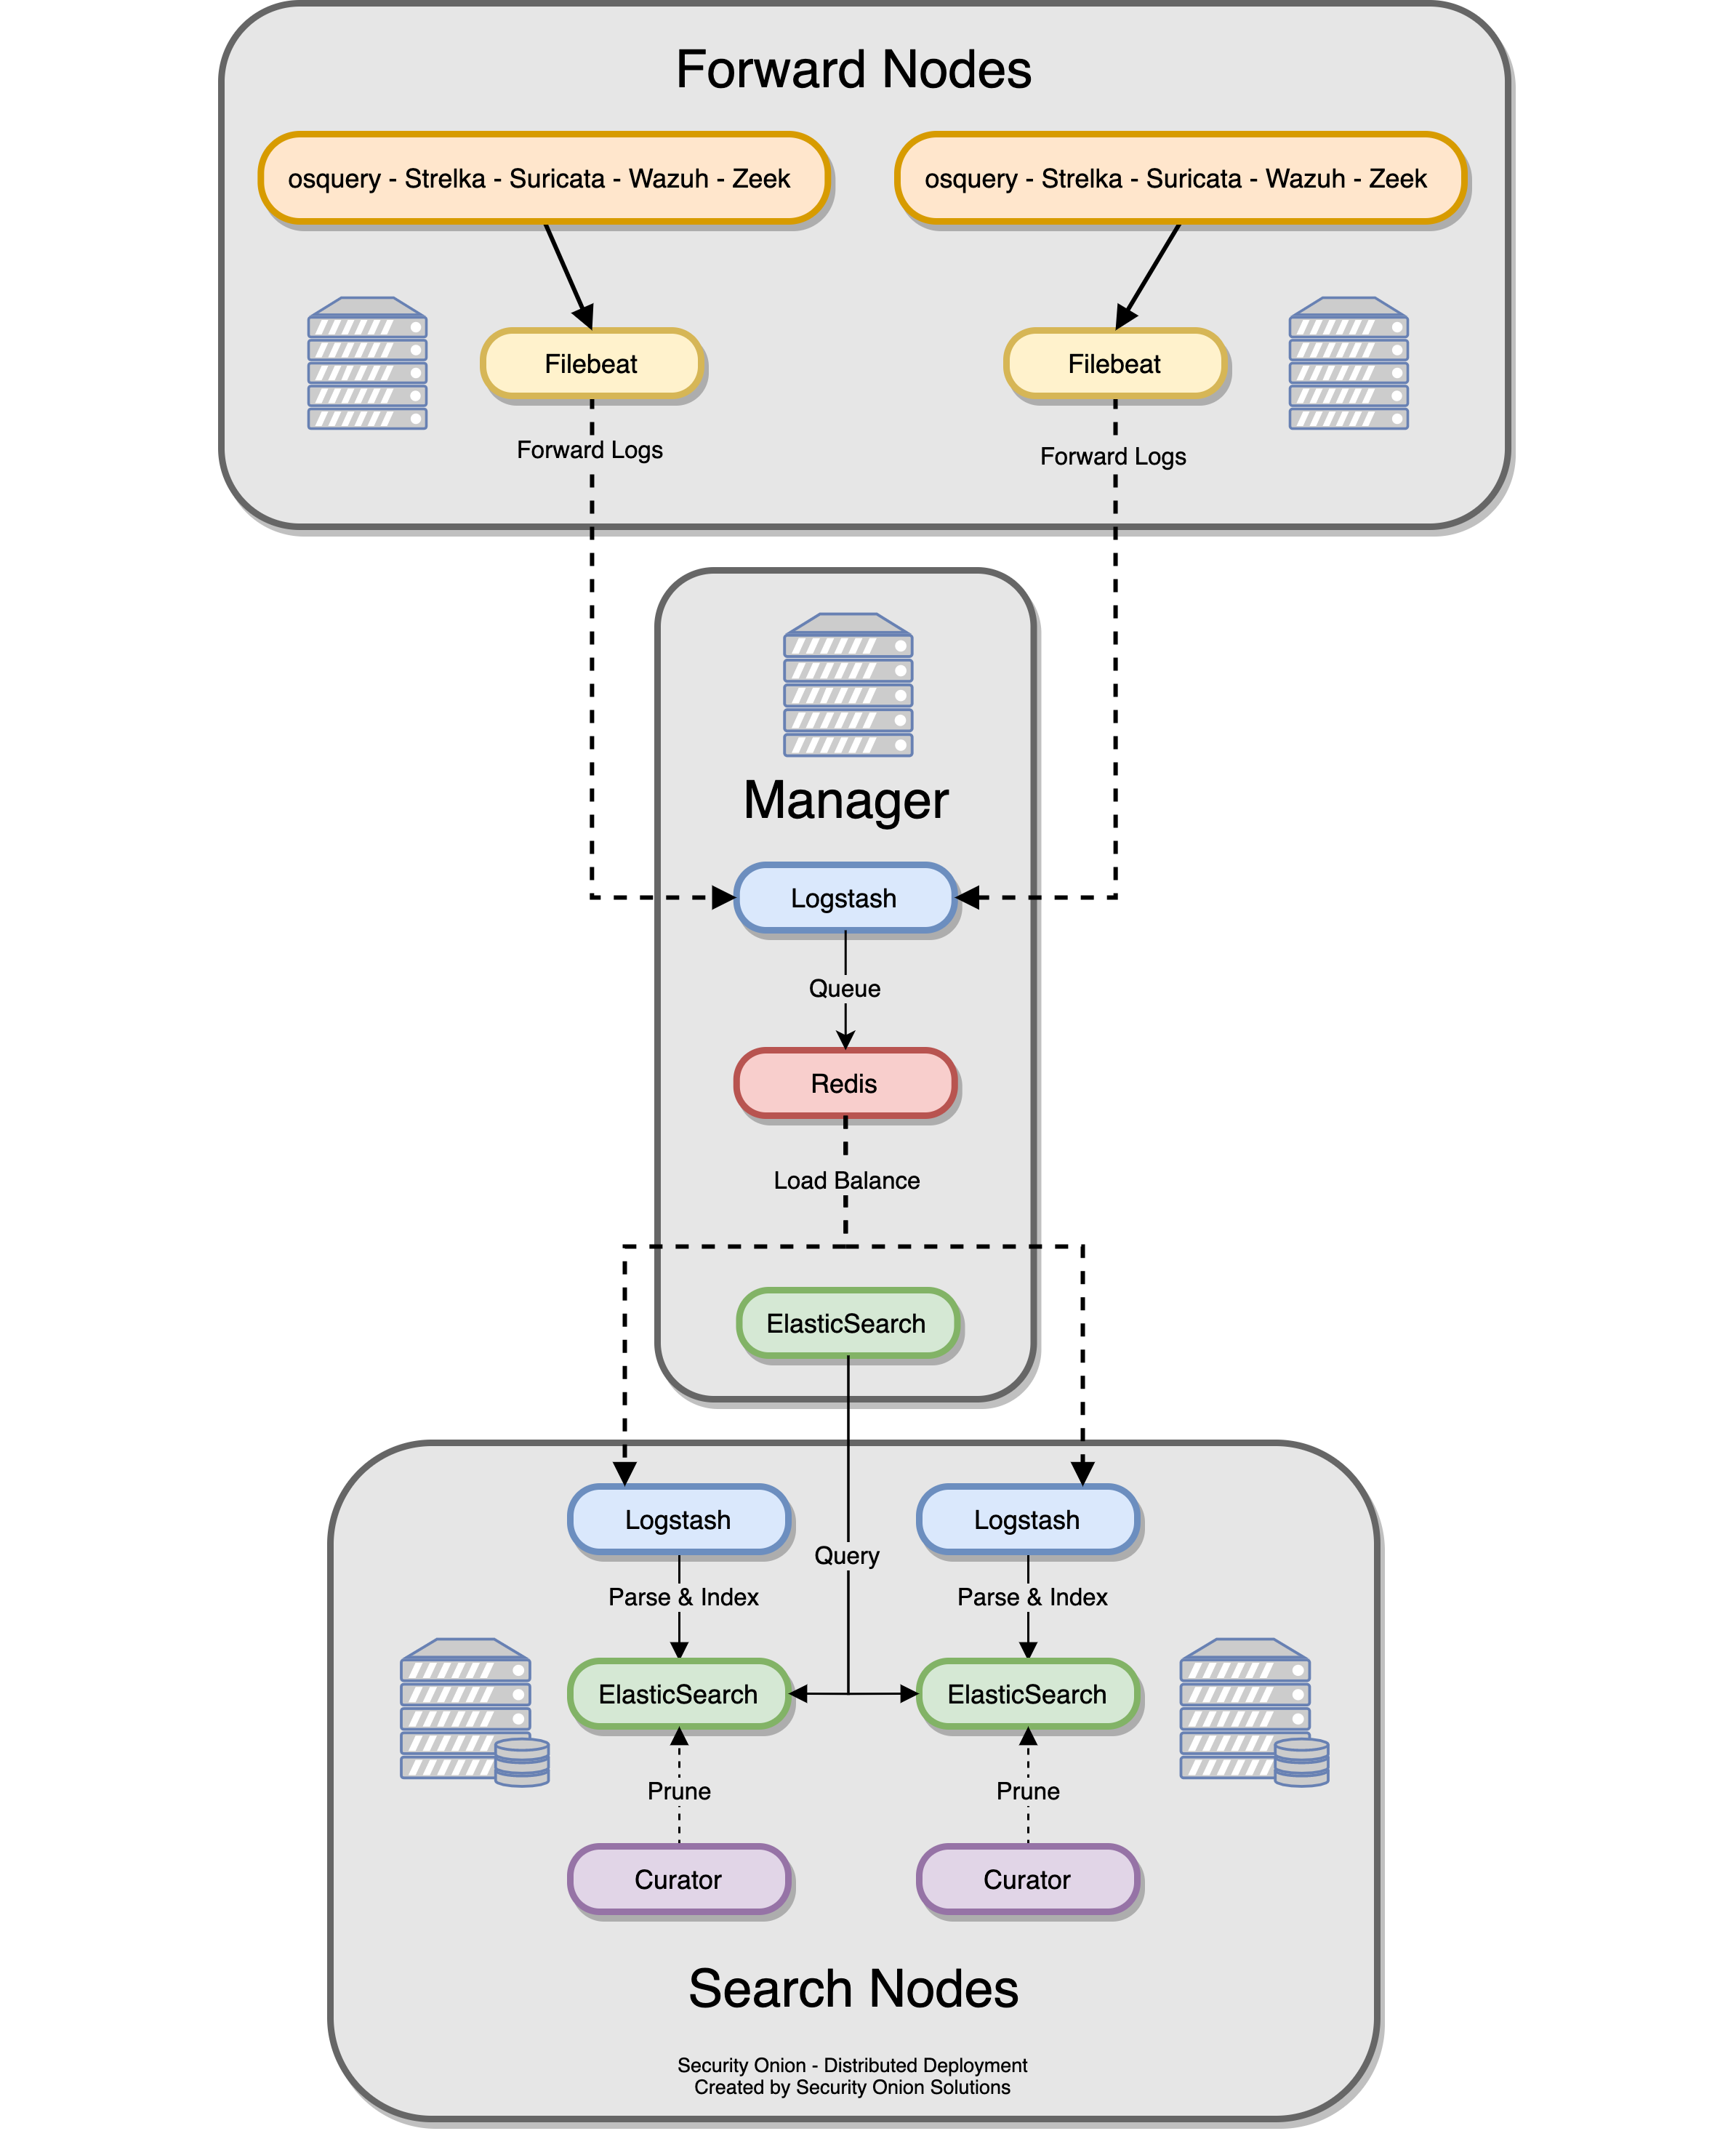 Forward Nodes
osquery - Strelka - Suricata - Wazuh - Zeek
osquery - Strelka - Suricata - Wazuh - Zeek
Filebeat
Filebeat
Forward Logs
Forward Logs
Manager
Logstash
Queue
Redis
Load Balance
ElasticSearch
Logstash
Logstash
Query
Parse & Index
Parse & Index
ElasticSearch
ElasticSearch
Prune
Prune
Curator
Curator
Search Nodes
Security Onion - Distributed Deployment
Created by Security Onion Solutions